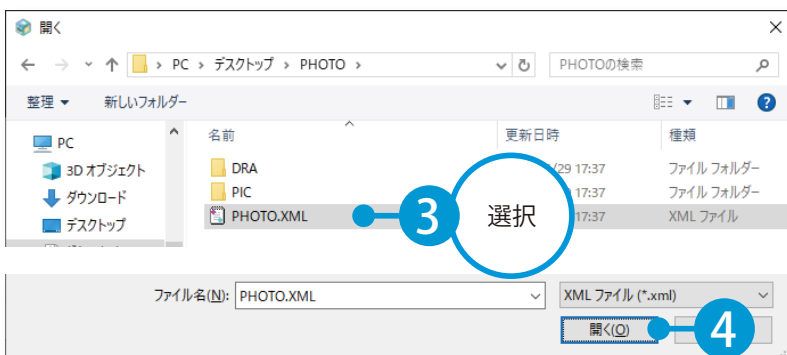 開く
PC › デスクトップ › PHOTO › PHOTOの検索
整理 新しいフォルダー
PC 名前 更新日時 種類
3D オブジェクト DRA /29 17:37 ファイル フォルダー
ダウンロード PIC 17:37 ファイル フォルダー
デスクトップ PHOTO.XML 3 選択 17:37 XML ファイル
ファイル名(N): PHOTO.XML XML ファイル (*.xml)
開く(O) 4